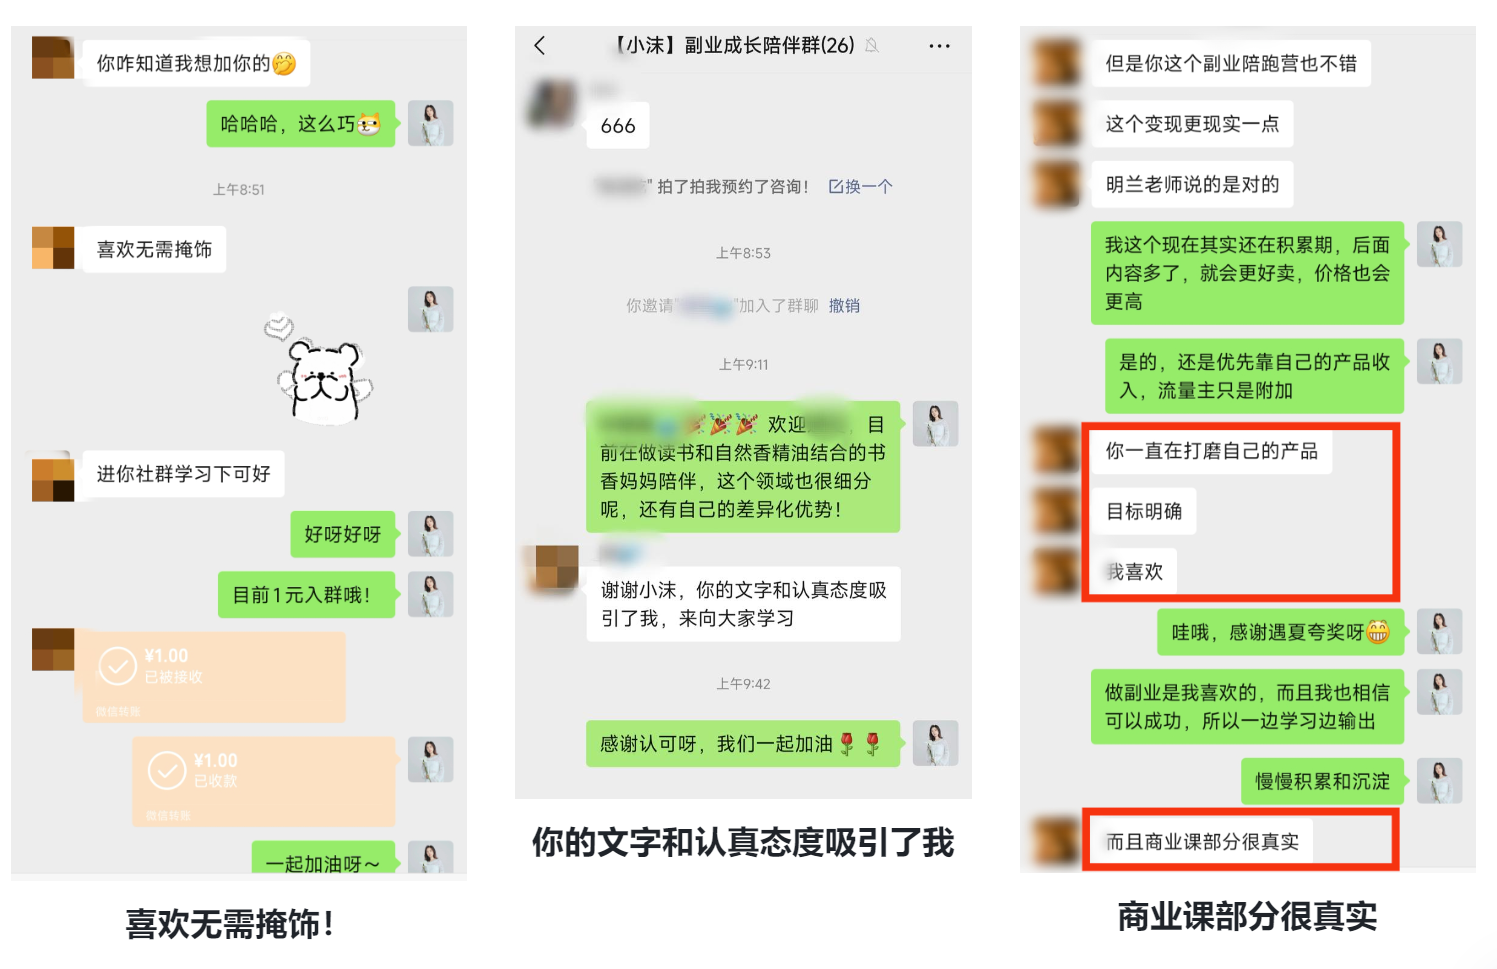 你咋知道我想加你的
哈哈哈，这么巧
上午8:51
喜欢无需掩饰
进你社群学习下可好
好呀好呀
目前1元入群哦！
¥1.00
已被接收
微信转账
¥1.00
已收款
微信转账
一起加油呀～
喜欢无需掩饰！
【小沫】副业成长陪伴群(26)
666
" 拍了拍我预约了咨询！ 换一个
上午8:53
你邀请"
"加入了群聊 撤销
上午9:11
欢迎
，目
前在做读书和自然香精油结合的书
香妈妈陪伴，这个领域也很细分
呢，还有自己的差异化优势！
谢谢小沫，你的文字和认真态度吸
引了我，来向大家学习
上午9:42
感谢认可呀，我们一起加油
你的文字和认真态度吸引了我
但是你这个副业陪跑营也不错
这个变现更现实一点
明兰老师说的是对的
我这个现在其实还在积累期，后面
内容多了，就会更好卖，价格也会
更高
是的，还是优先靠自己的产品收
入，流量主只是附加
你一直在打磨自己的产品
目标明确
我喜欢
哇哦，感谢遇夏夸奖呀
做副业是我喜欢的，而且我也相信
可以成功，所以一边学习边输出
慢慢积累和沉淀
而且商业课部分很真实
商业课部分很真实